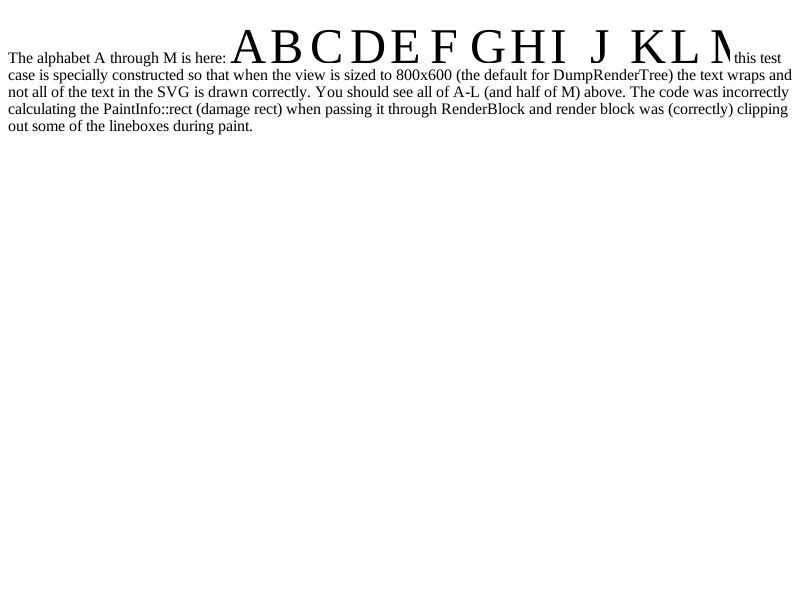 The alphabet A through M is here: A B C D E F G H I J K L M this test
case is specially constructed so that when the view is sized to 800x600 (the default for DumpRenderTree) the text wraps and
not all of the text in the SVG is drawn correctly. You should see all of A-L (and half of M) above. The code was incorrectly
calculating the PaintInfo::rect (damage rect) when passing it through RenderBlock and render block was (correctly) clipping
out some of the lineboxes during paint.